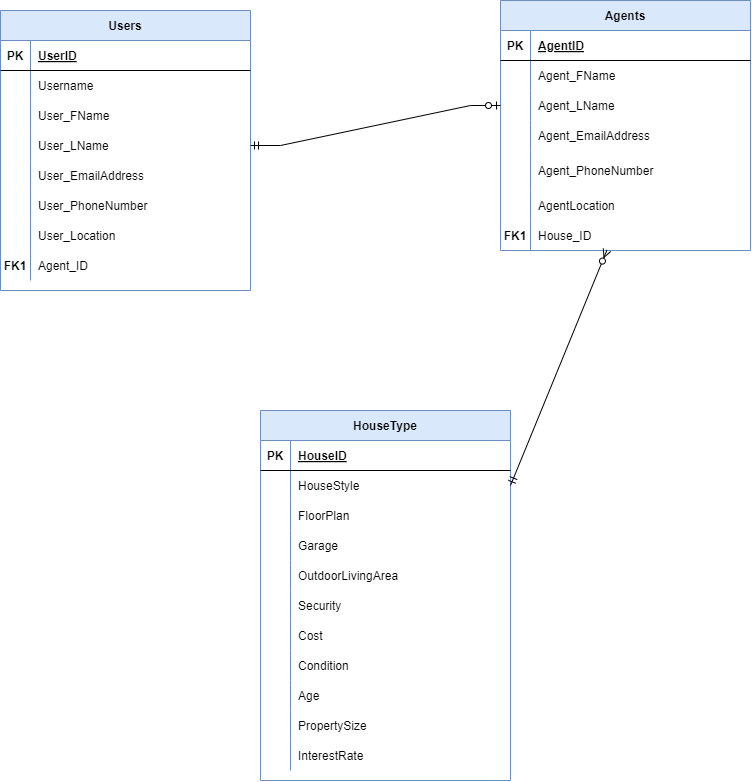 Users
PK UserID
Username
User_FName
User_LName
User_EmailAddress
User_PhoneNumber
User_Location
FK1 Agent_ID
Agents
PK AgentID
Agent_FName
Agent_LName
Agent_EmailAddress
Agent_PhoneNumber
AgentLocation
FK1 House_ID
HouseType
PK HouseID
HouseStyle
FloorPlan
Garage
OutdoorLivingArea
Security
Cost
Condition
Age
PropertySize
InterestRate